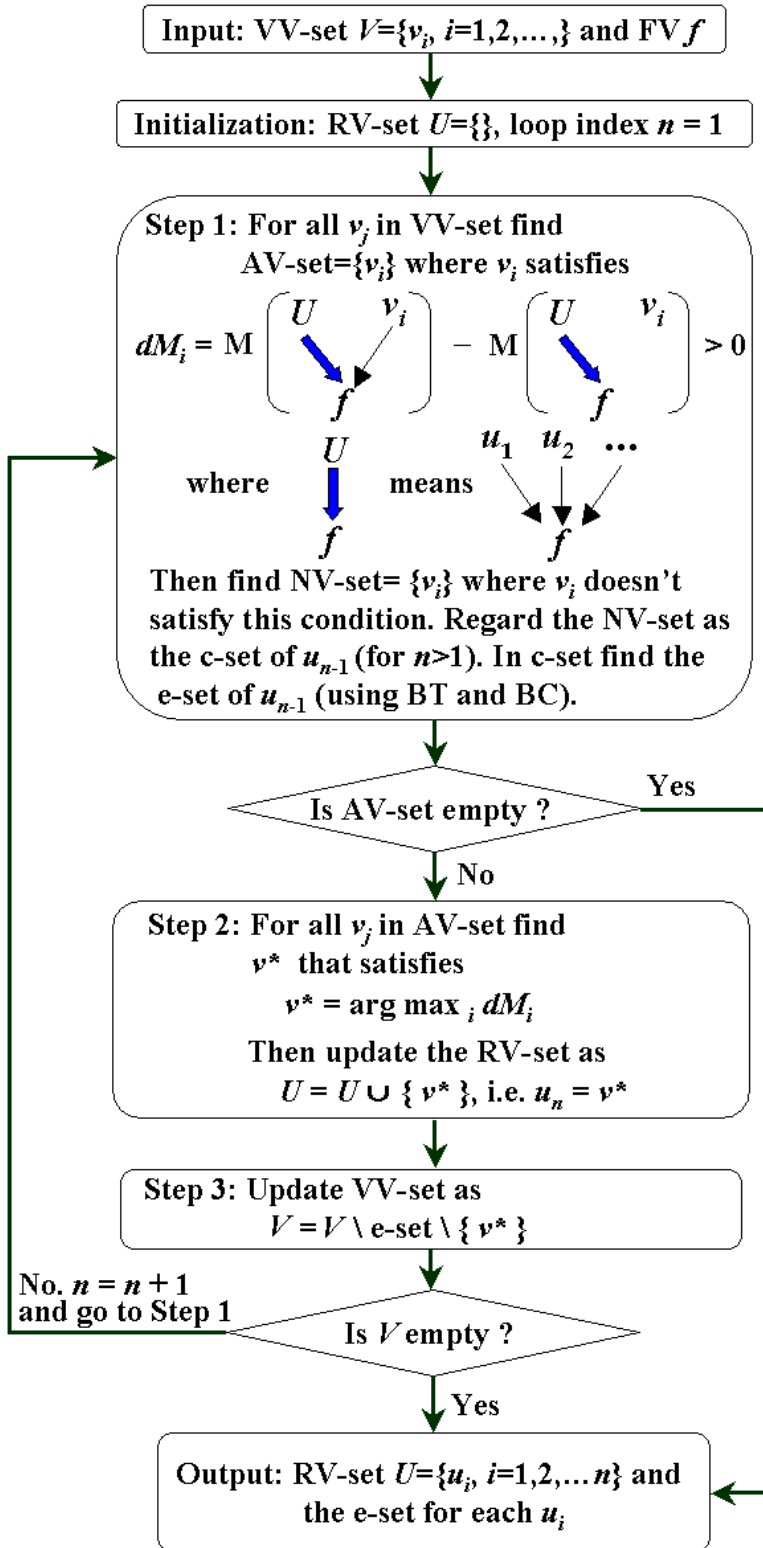 Input: VV-set V={vᵢ, i=1,2,…,} and FV f
Initialization: RV-set U={}, loop index n = 1
Step 1: For all vⱼ in VV-set find
AV-set={vᵢ} where vᵢ satisfies
U vᵢ U vᵢ
dMᵢ = M ( ) − M ( ) > 0
f f
U u₁ u₂ ...
where means
f f
Then find NV-set= {vᵢ} where vᵢ doesn't
satisfy this condition. Regard the NV-set as
the c-set of uₙ₋₁ (for n>1). In c-set find the
e-set of uₙ₋₁ (using BT and BC).
Is AV-set empty ?
Yes
No
Step 2: For all vⱼ in AV-set find
v* that satisfies
v* = arg max ᵢ dMᵢ
Then update the RV-set as
U = U ∪ { v* }, i.e. uₙ = v*
Step 3: Update VV-set as
V = V \ e-set \ { v* }
No. n = n + 1
and go to Step 1
Is V empty ?
Yes
Output: RV-set U={uᵢ, i=1,2,… n} and
the e-set for each uᵢ